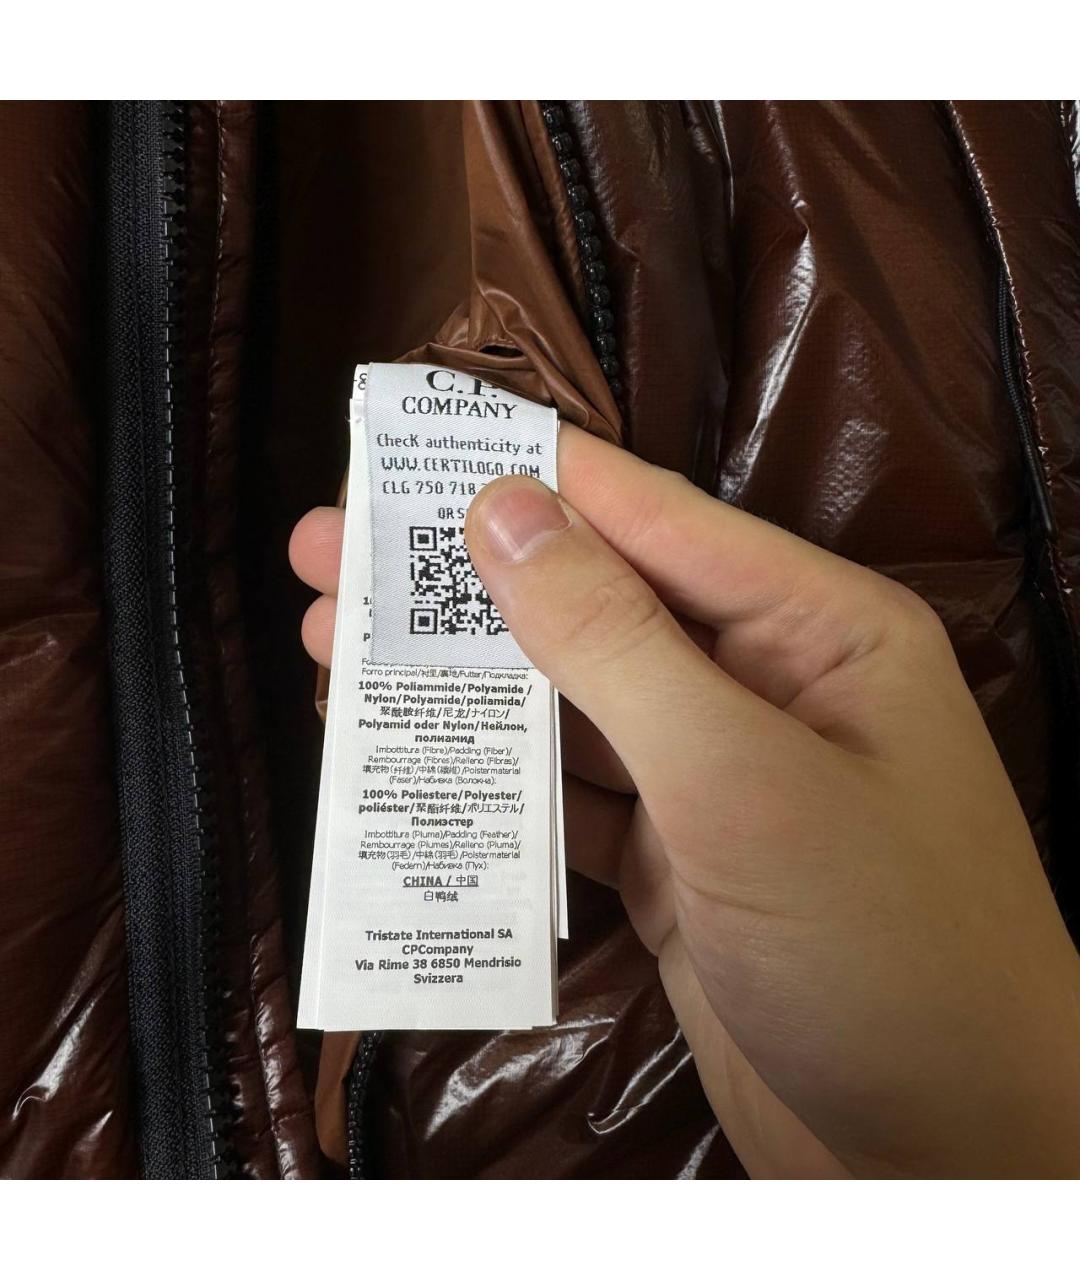 C.P.
COMPANY
Check authenticity at
WWW.CERTILOGO.COM
CLG 750 718
QR
Forro principal/衬里/裏地/Futter/Подкладка:
100% Poliammide/Polyamide /
Nylon/Polyamide/poliamida/
聚酰胺纤维/尼龙/ナイロン/
Polyamid oder Nylon/Нейлон,
полиамид
Imbottitura (Fibre)/Padding (Fiber)/
Rembourrage (Fibres)/Relleno (Fibras)/
填充物(纤维)/中綿(繊維)/Polstermaterial
(Faser)/Набивка (Волокна):
100% Poliestere/Polyester/
poliéster/聚酯纤维/ポリエステル/
Полиэстер
Imbottitura (Piuma)/Padding (Feather)/
Rembourrage (Plumes)/Relleno (Pluma)/
填充物(羽毛)/中綿(羽毛)/Polstermaterial
(Federn)/Набивка (Пух):
CHINA / 中国
白鸭绒
Tristate International SA
CPCompany
Via Rime 38 6850 Mendrisio
Svizzera